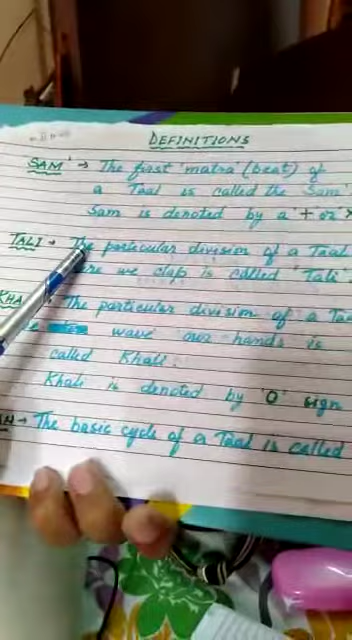 DEFINITIONS
SAM → The first matra (beat) of
a Taal is called the 'Sam'
Sam is denoted by a '+ or 'x
TALI → The particular division of a Taal
we clap is called 'Tali'
KHA The particular division of a Taa
wave our hands is
called Khali.
Khali is denoted by 'O' sign
→ The basic cycle of a Taal is called